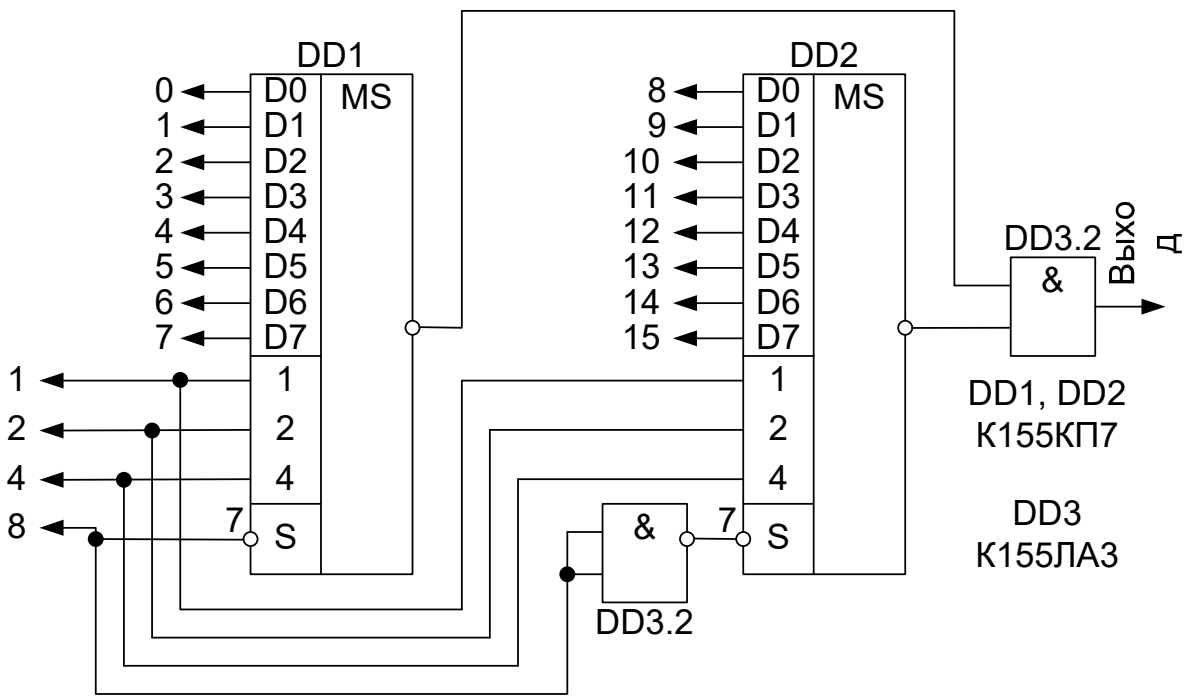 DD1
DD2
0 D0 MS
1 D1
2 D2
3 D3
4 D4
5 D5
6 D6
7 D7
1 1
2 2
4 4
8 7 S
8 D0 MS
9 D1
10 D2
11 D3
12 D4
13 D5
14 D6
15 D7
1
2
4
7 S
&
DD3.2
DD3.2
&
Выхо
д
DD1, DD2
К155КП7
DD3
К155ЛА3